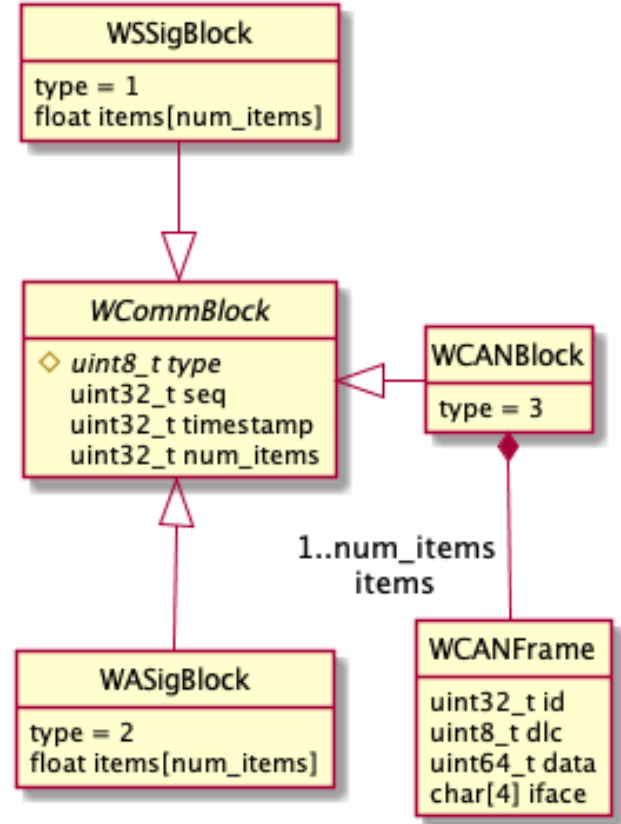 WSSigBlock
type = 1
float items[num_items]
WCommBlock
uint8_t type
uint32_t seq
uint32_t timestamp
uint32_t num_items
WCANBlock
type = 3
1..num_items
items
WASigBlock
type = 2
float items[num_items]
WCANFrame
uint32_t id
uint8_t dlc
uint64_t data
char[4] iface